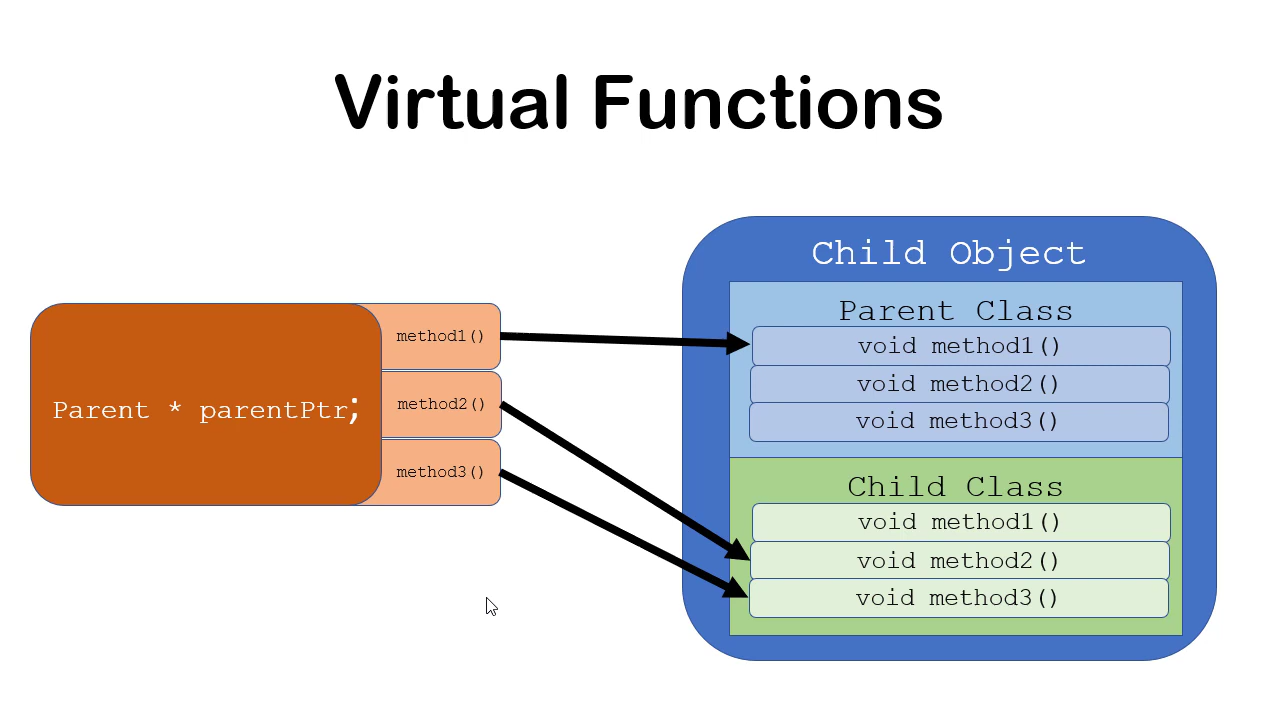 Virtual Functions
Parent * parentPtr;
method1()
method2()
method3()
Child Object
Parent Class
void method1()
void method2()
void method3()
Child Class
void method1()
void method2()
void method3()